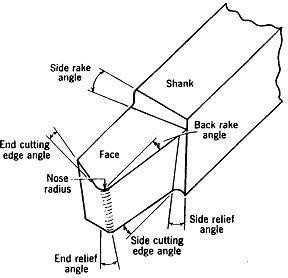 Side rake
angle
Shank
End cutting
edge angle
Face
Back rake
angle
Nose
radius
Side relief
angle
Side cutting
edge angle
End relief
angle